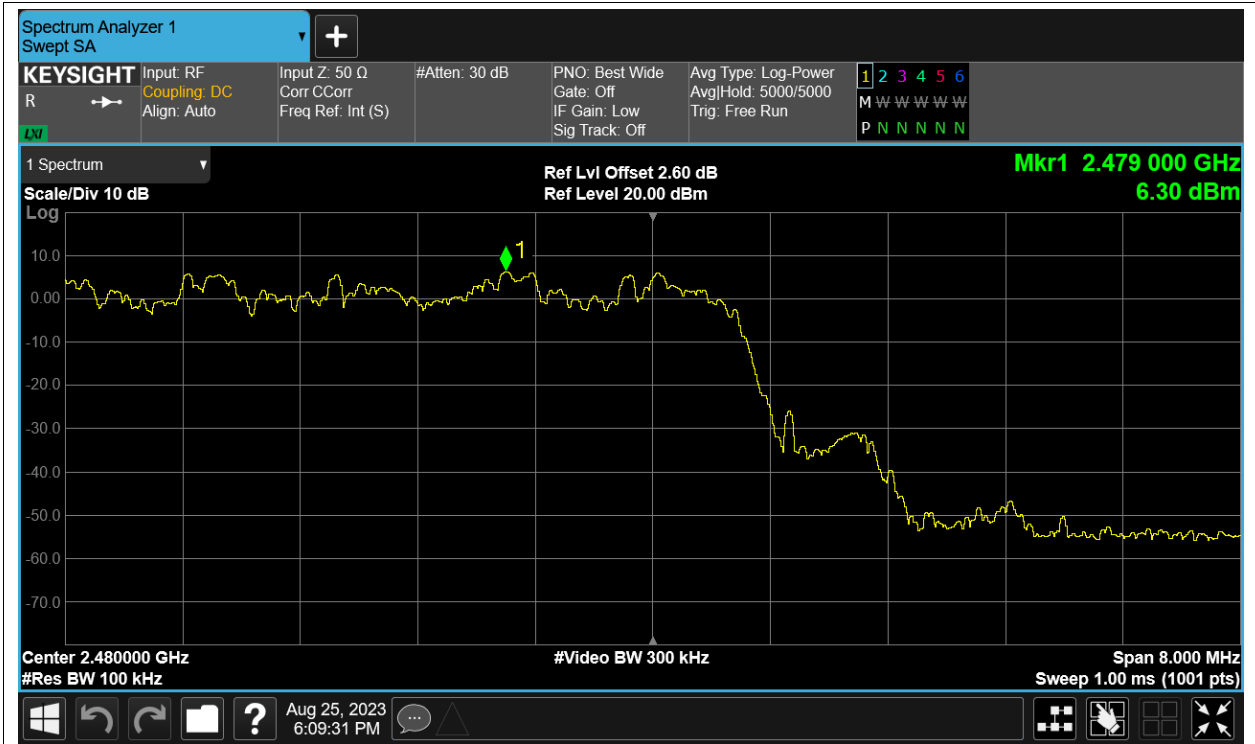 Spectrum Analyzer 1
Swept SA
KEYSIGHT
R
LXI
Input: RF
Coupling: DC
Align: Auto
Input Z: 50 Ω
Corr CCorr
Freq Ref: Int (S)
#Atten: 30 dB
PNO: Best Wide
Gate: Off
IF Gain: Low
Sig Track: Off
Avg Type: Log-Power
Avg|Hold: 5000/5000
Trig: Free Run
1 2 3 4 5 6
M W W W W W
P N N N N N
1 Spectrum
Scale/Div 10 dB
Log
Ref Lvl Offset 2.60 dB
Ref Level 20.00 dBm
Mkr1 2.479 000 GHz
6.30 dBm
1
10.0
0.00
-10.0
-20.0
-30.0
-40.0
-50.0
-60.0
-70.0
Center 2.480000 GHz
#Res BW 100 kHz
#Video BW 300 kHz
Span 8.000 MHz
Sweep 1.00 ms (1001 pts)
?
Aug 25, 2023
6:09:31 PM